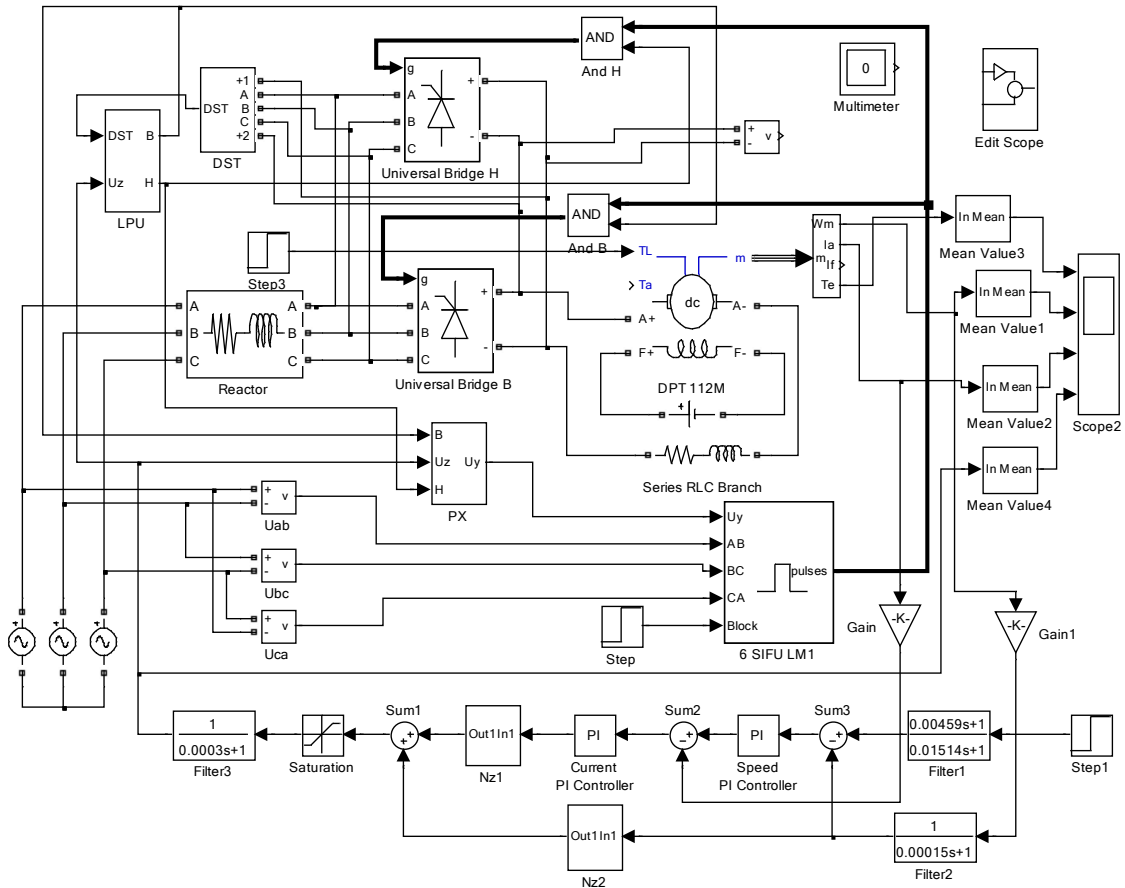 AND
And H
g
A
B
C
+
-
Universal Bridge H
DST
+1
A
B
C
+2
DST
DST B
Uz H
LPU
0
Multimeter
Edit Scope
+
-
v
AND
And B
Step3
g
A
B
C
+
-
Universal Bridge B
A A
B B
C C
Reactor
TL m
Ta
dc
A+ A-
F+ F-
DPT 112M
+
Series RLC Branch
Wm
Ia
m
If
Te
In Mean
Mean Value3
In Mean
Mean Value1
In Mean
Mean Value2
In Mean
Mean Value4
Scope2
B
Uz Uy
H
PX
+
-
v
Uab
+
-
v
Ubc
+
-
v
Uca
+
+
+
Uy
AB
BC
CA
Block
pulses
6 SIFU LM1
Step
-K-
Gain
-K-
Gain1
1
0.0003s+1
Filter3
Saturation
Sum1
+
+
Out1In1
Nz1
PI
Current
PI Controller
Sum2
−
+
PI
Speed
PI Controller
Sum3
−
+
0.00459s+1
0.01514s+1
Filter1
Step1
Out1In1
Nz2
1
0.00015s+1
Filter2